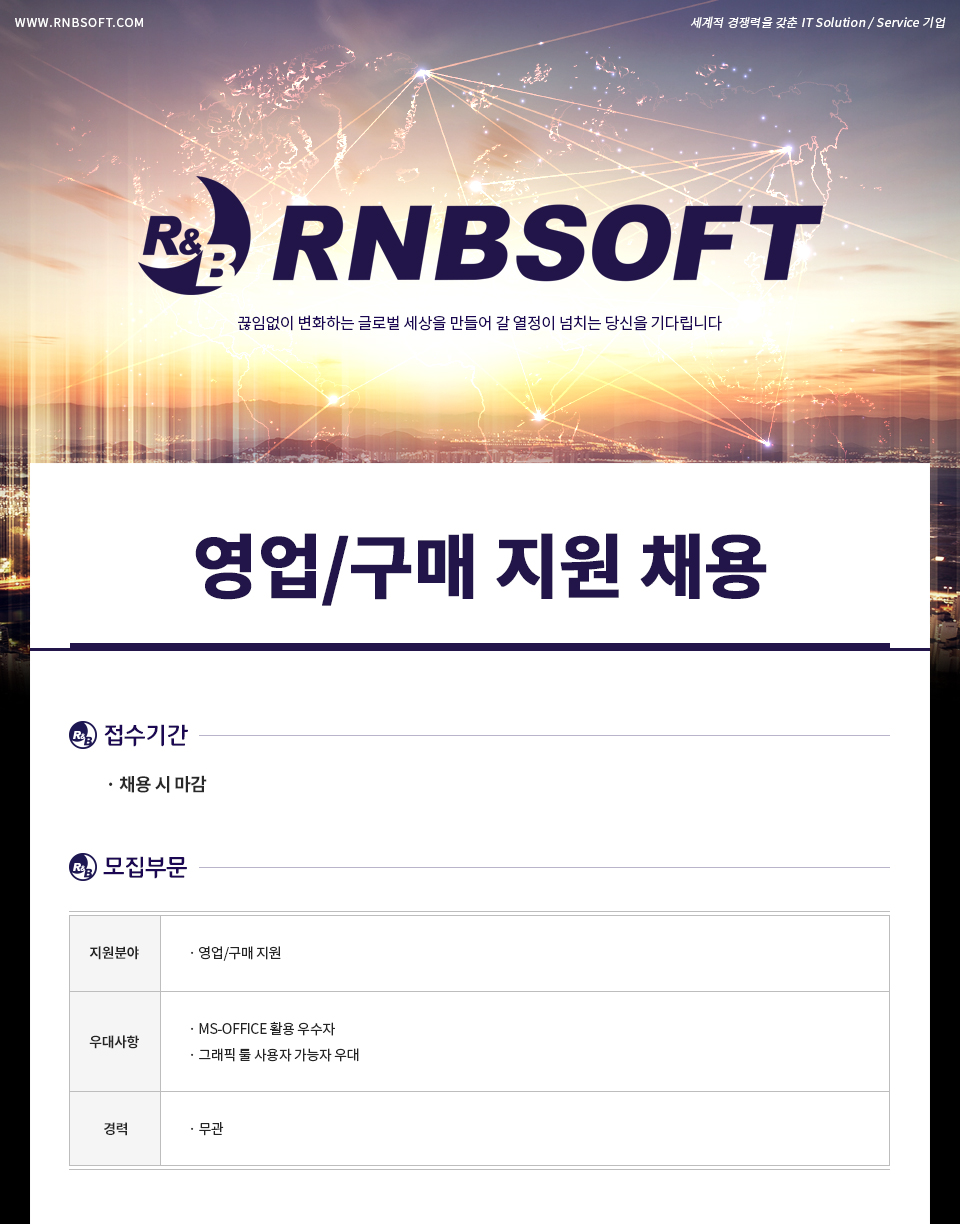 WWW.RNBSOFT.COM
세계적 경쟁력을 갖춘 IT Solution / Service 기업
R&B RNBSOFT
끊임없이 변화하는 글로벌 세상을 만들어 갈 열정이 넘치는 당신을 기다립니다
영업/구매 지원 채용
R&B 접수기간
· 채용 시 마감
R&B 모집부문
지원분야
· 영업/구매 지원
우대사항
· MS-OFFICE 활용 우수자
· 그래픽 툴 사용자 가능자 우대
경력
· 무관